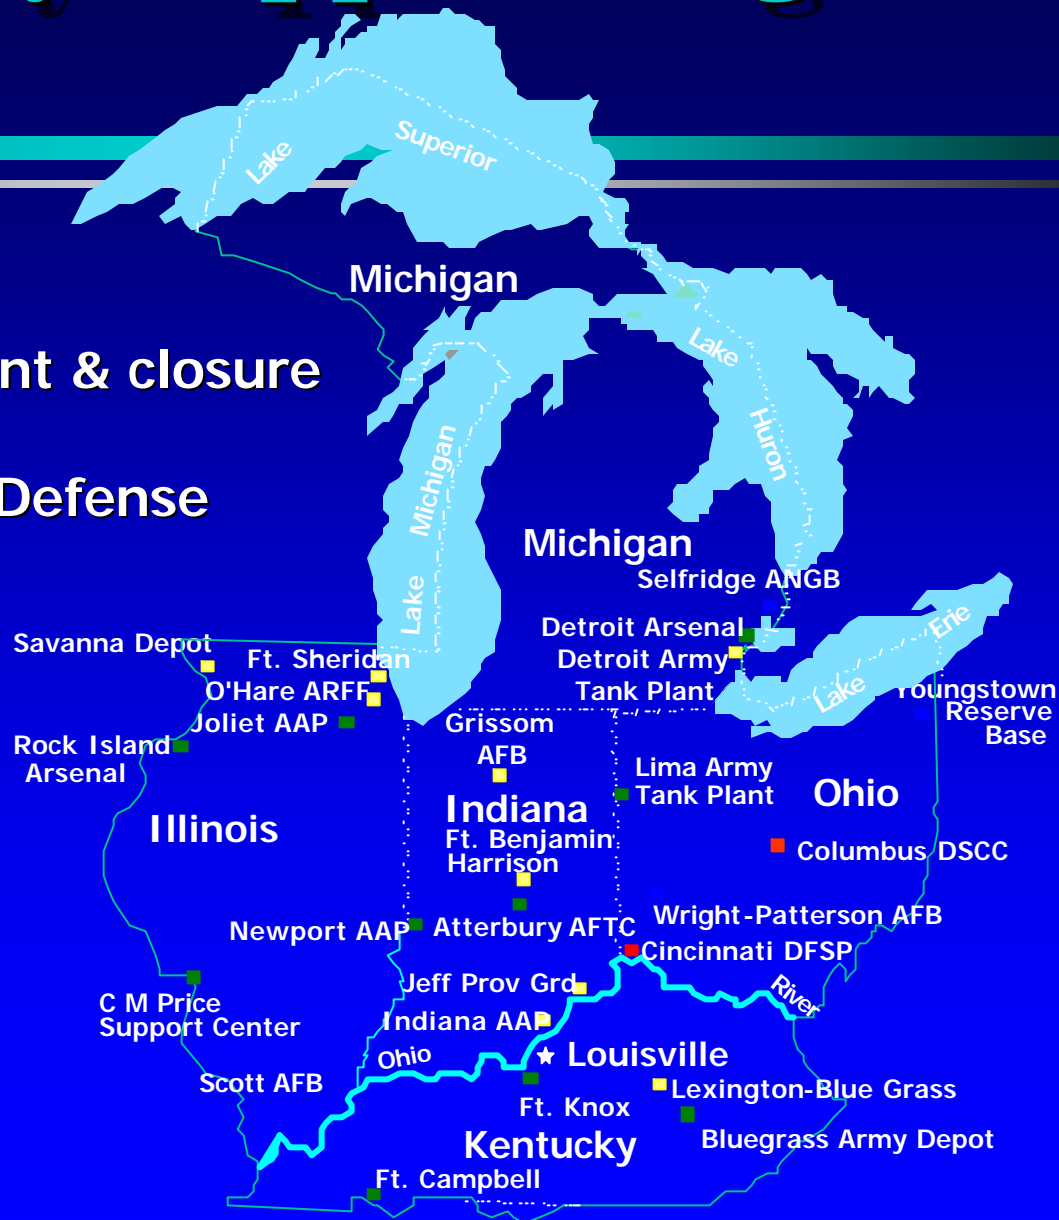 Superior
Lake
Michigan
nt & closure
Lake
Huron
Michigan
Lake
Defense
Michigan
Selfridge ANGB
Detroit Arsenal
Detroit Army
Tank Plant
Lake
Erie
Savanna Depot
Ft. Sheridan
O'Hare ARFF
Joliet AAP
Rock Island
Arsenal
Grissom
AFB
Youngstown
Reserve
Base
Lima Army
Tank Plant
Ohio
Indiana
Illinois
Ft. Benjamin
Harrison
Columbus DSCC
Newport AAP
Atterbury AFTC
Wright-Patterson AFB
Cincinnati DFSP
Jeff Prov Grd
River
C M Price
Support Center
Indiana AAP
Ohio
Louisville
Scott AFB
Lexington-Blue Grass
Ft. Knox
Bluegrass Army Depot
Kentucky
Ft. Campbell